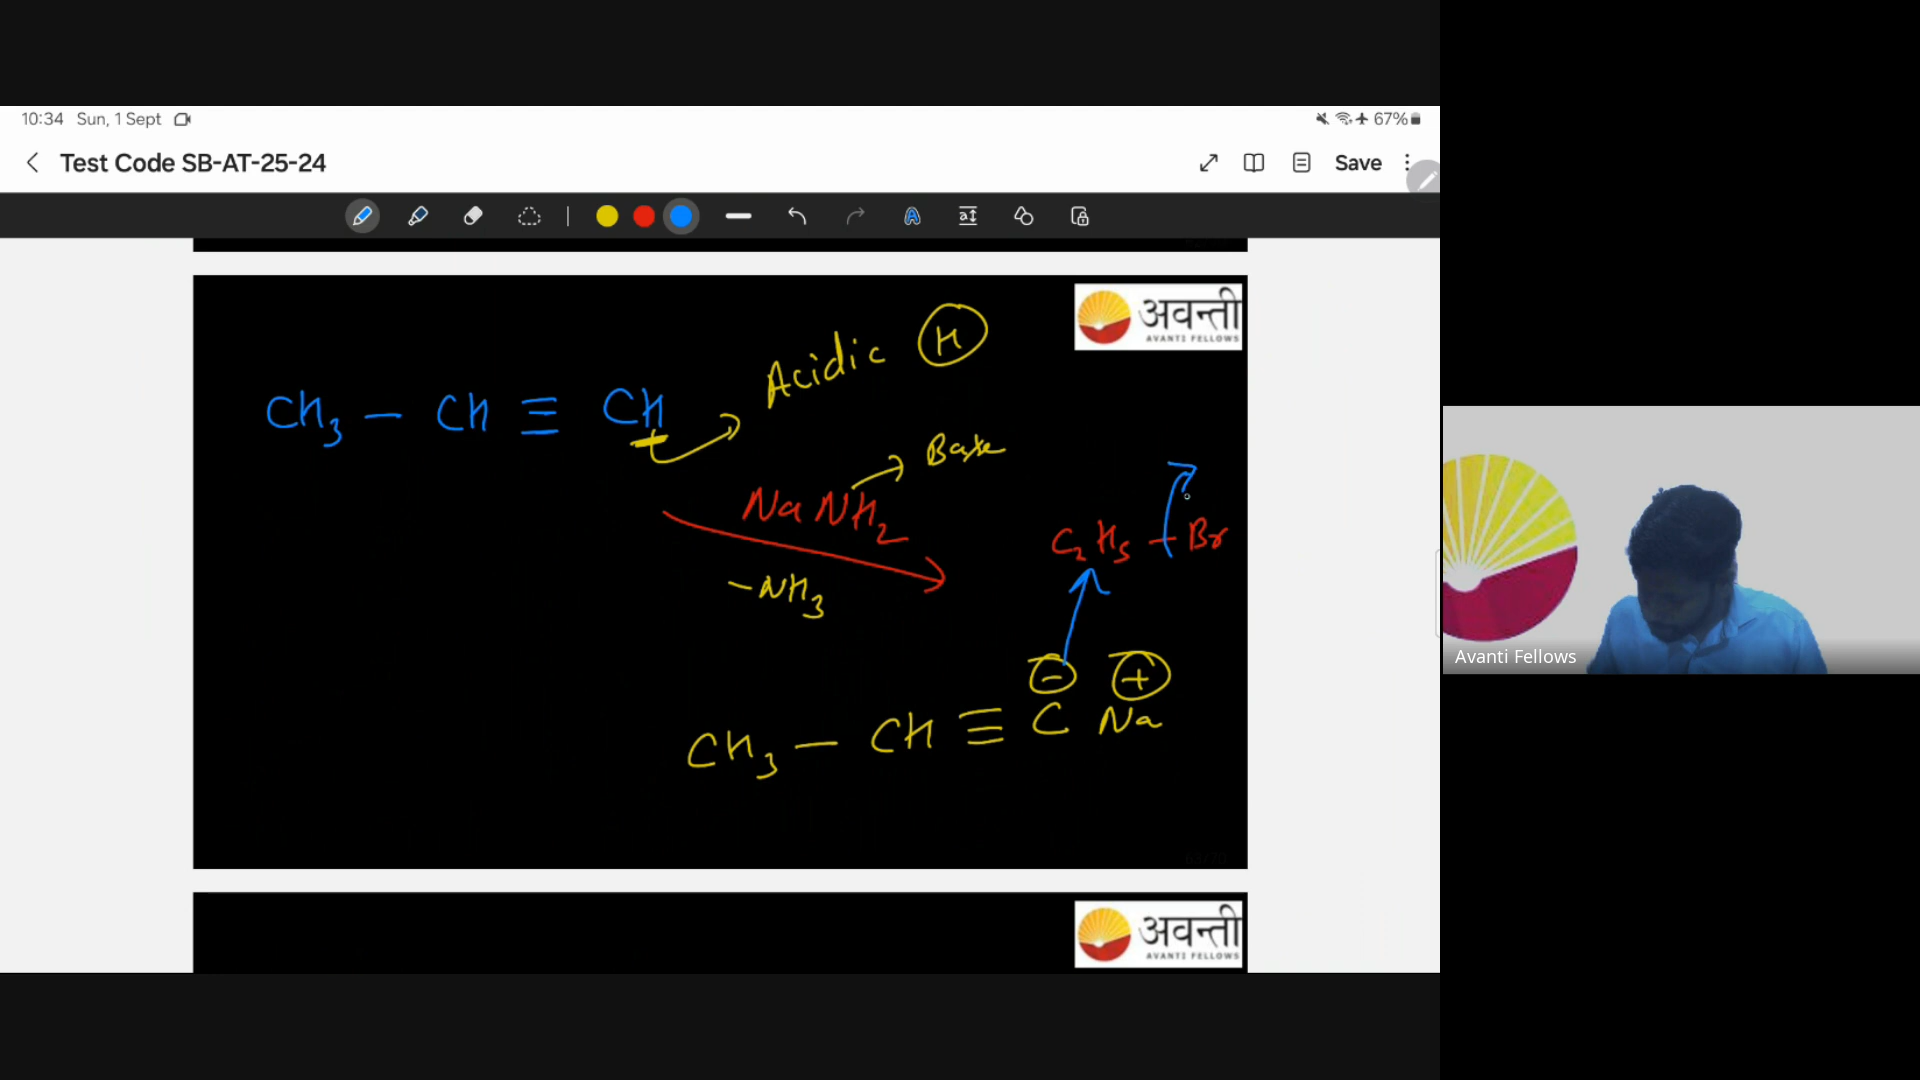 10:34 Sun, 1 Sept
67%
Test Code SB-AT-25-24
Save
अवन्ती
AVANTI FELLOWS
Acidic H
CH3 - CH ≡ CH
Base
NaNH2
C2H5 - Br
-NH3
- +
CH3 - CH ≡ C Na
Avanti Fellows
अवन्ती
AVANTI FELLOWS